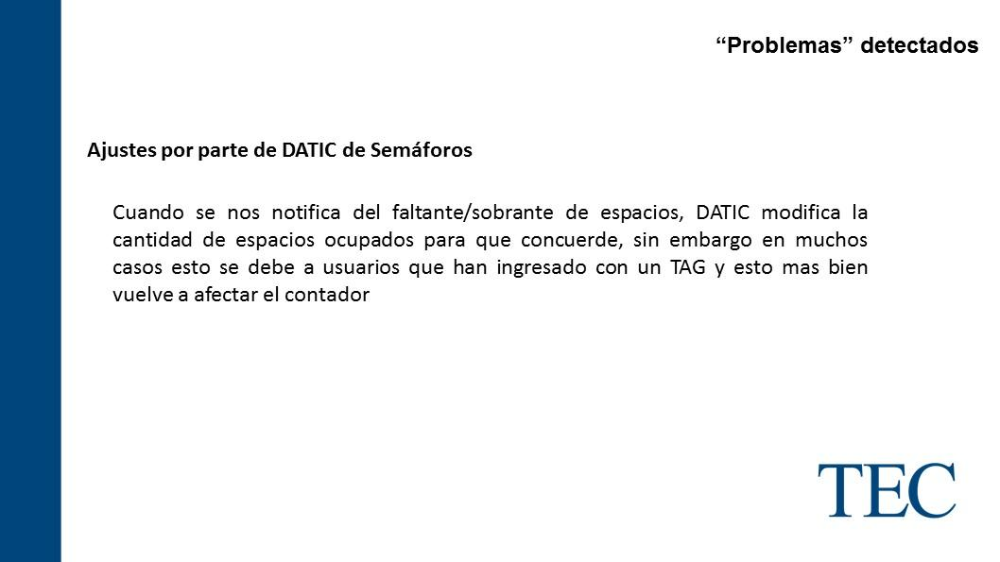 “Problemas” detectados
Ajustes por parte de DATIC de Semáforos
Cuando se nos notifica del faltante/sobrante de espacios, DATIC modifica la
cantidad de espacios ocupados para que concuerde, sin embargo en muchos
casos esto se debe a usuarios que han ingresado con un TAG y esto mas bien
vuelve a afectar el contador
TEC